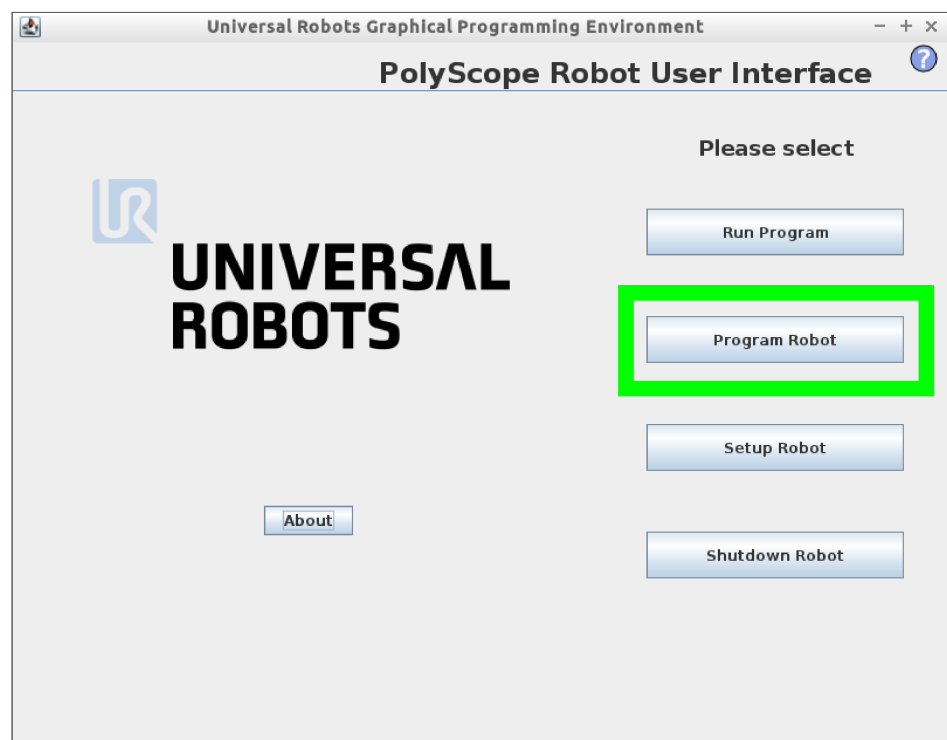 Universal Robots Graphical Programming Environment
PolyScope Robot User Interface
?
Please select
UR
UNIVERSAL
ROBOTS
Run Program
Program Robot
Setup Robot
About
Shutdown Robot